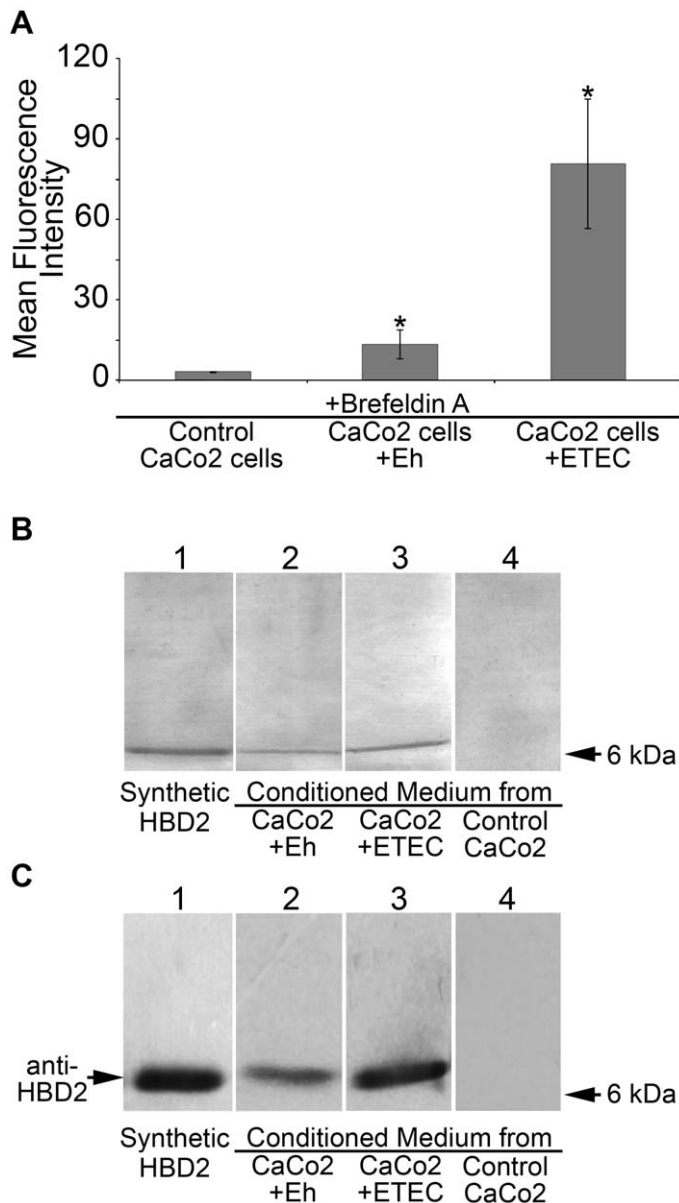 A
120
90
60
30
0
Mean Fluorescence
Intensity
*
*
+Brefeldin A
Control
CaCo2 cells
CaCo2 cells
+Eh
CaCo2 cells
+ETEC
B
1 2 3 4
6 kDa
Synthetic
HBD2
Conditioned Medium from
CaCo2
+Eh
CaCo2
+ETEC
Control
CaCo2
C
1 2 3 4
anti-
HBD2
6 kDa
Synthetic
HBD2
Conditioned Medium from
CaCo2
+Eh
CaCo2
+ETEC
Control
CaCo2